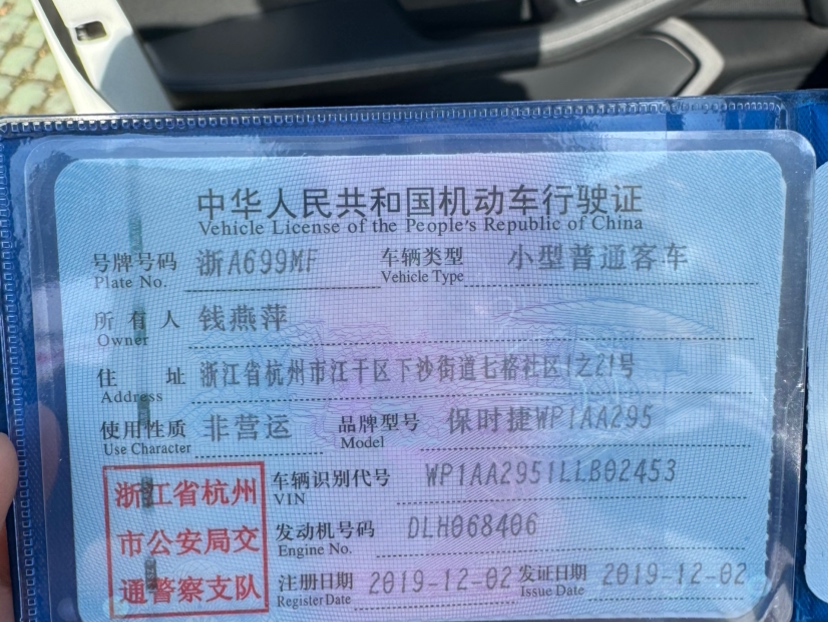 中华人民共和国机动车行驶证
Vehicle License of the People's Republic of China
号牌号码 浙A699MF 车辆类型 小型普通客车
Plate No. Vehicle Type
所有人 钱燕萍
Owner
住址 浙江省杭州市江干区下沙街道七格社区1之21号
Address
使用性质 非营运 品牌型号 保时捷WP1AA295
Use Character Model
浙江省杭州 车辆识别代号 WP1AA2951LLB02453
VIN
市公安局交 发动机号码 DLH068406
Engine No.
通警察支队 注册日期 2019-12-02 发证日期 2019-12-02
Register Date Issue Date